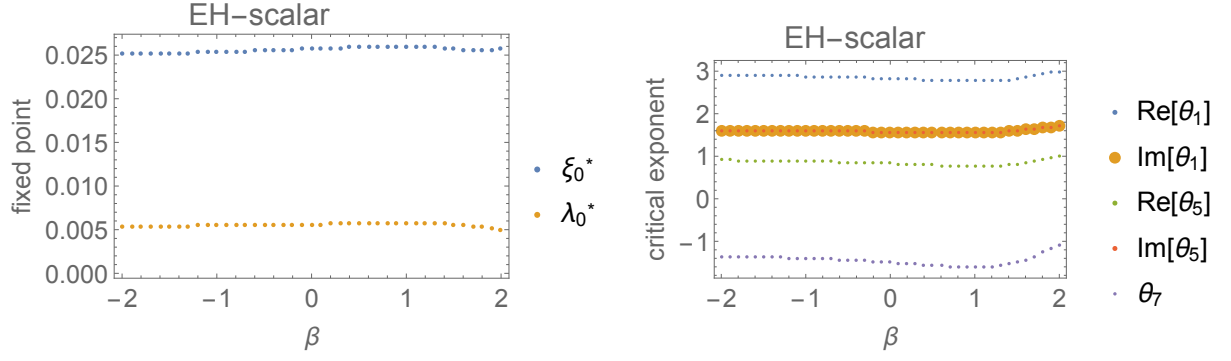 EH−scalar
fixed point
0.025
0.020
0.015
0.010
0.005
0.000
−2 −1 0 1 2
β
ξ₀*
λ₀*
EH−scalar
critical exponent
3
2
1
0
−1
−2 −1 0 1 2
β
Re[θ₁]
Im[θ₁]
Re[θ₅]
Im[θ₅]
θ₇